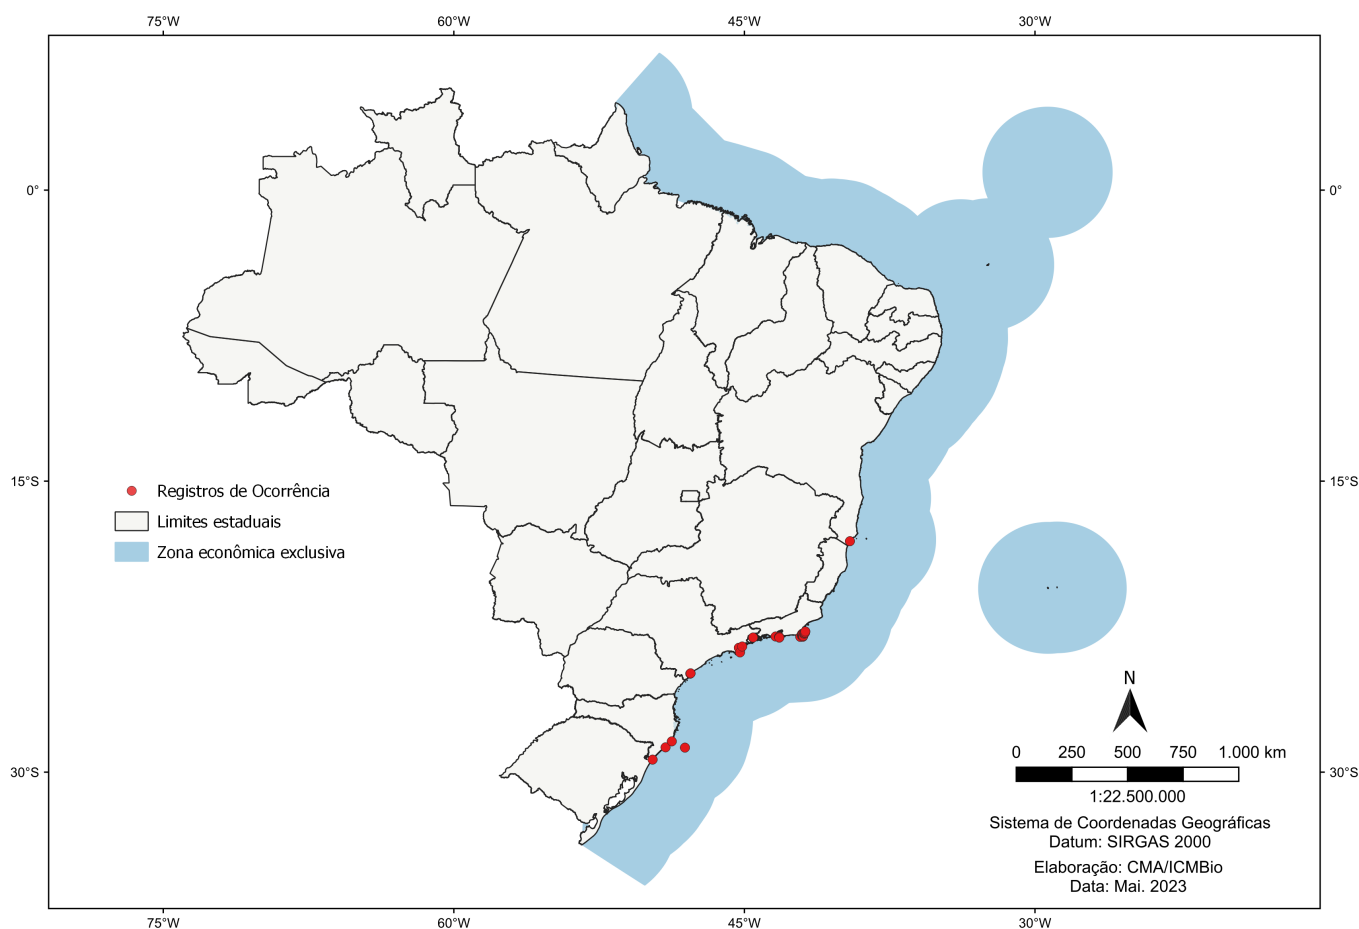 75°W 60°W 45°W 30°W
0° 0°
15°S 15°S
Registros de Ocorrência
Limites estaduais
Zona econômica exclusiva
N
0 250 500 750 1.000 km
30°S 30°S
1:22.500.000
Sistema de Coordenadas Geográficas
Datum: SIRGAS 2000
Elaboração: CMA/ICMBio
Data: Mai. 2023
75°W 60°W 45°W 30°W